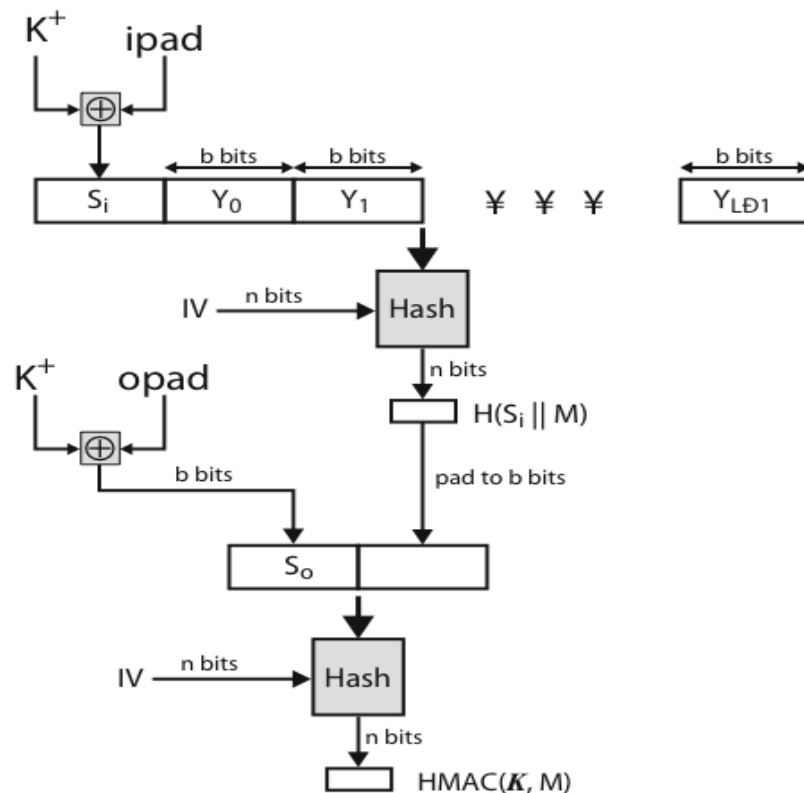 K+ ipad
⊕
b bits b bits b bits
Si Y0 Y1 ¥ ¥ ¥ YLÐ1
IV n bits Hash
n bits
K+ opad
H(Si || M)
⊕
b bits pad to b bits
So
IV n bits Hash
n bits
HMAC(K, M)